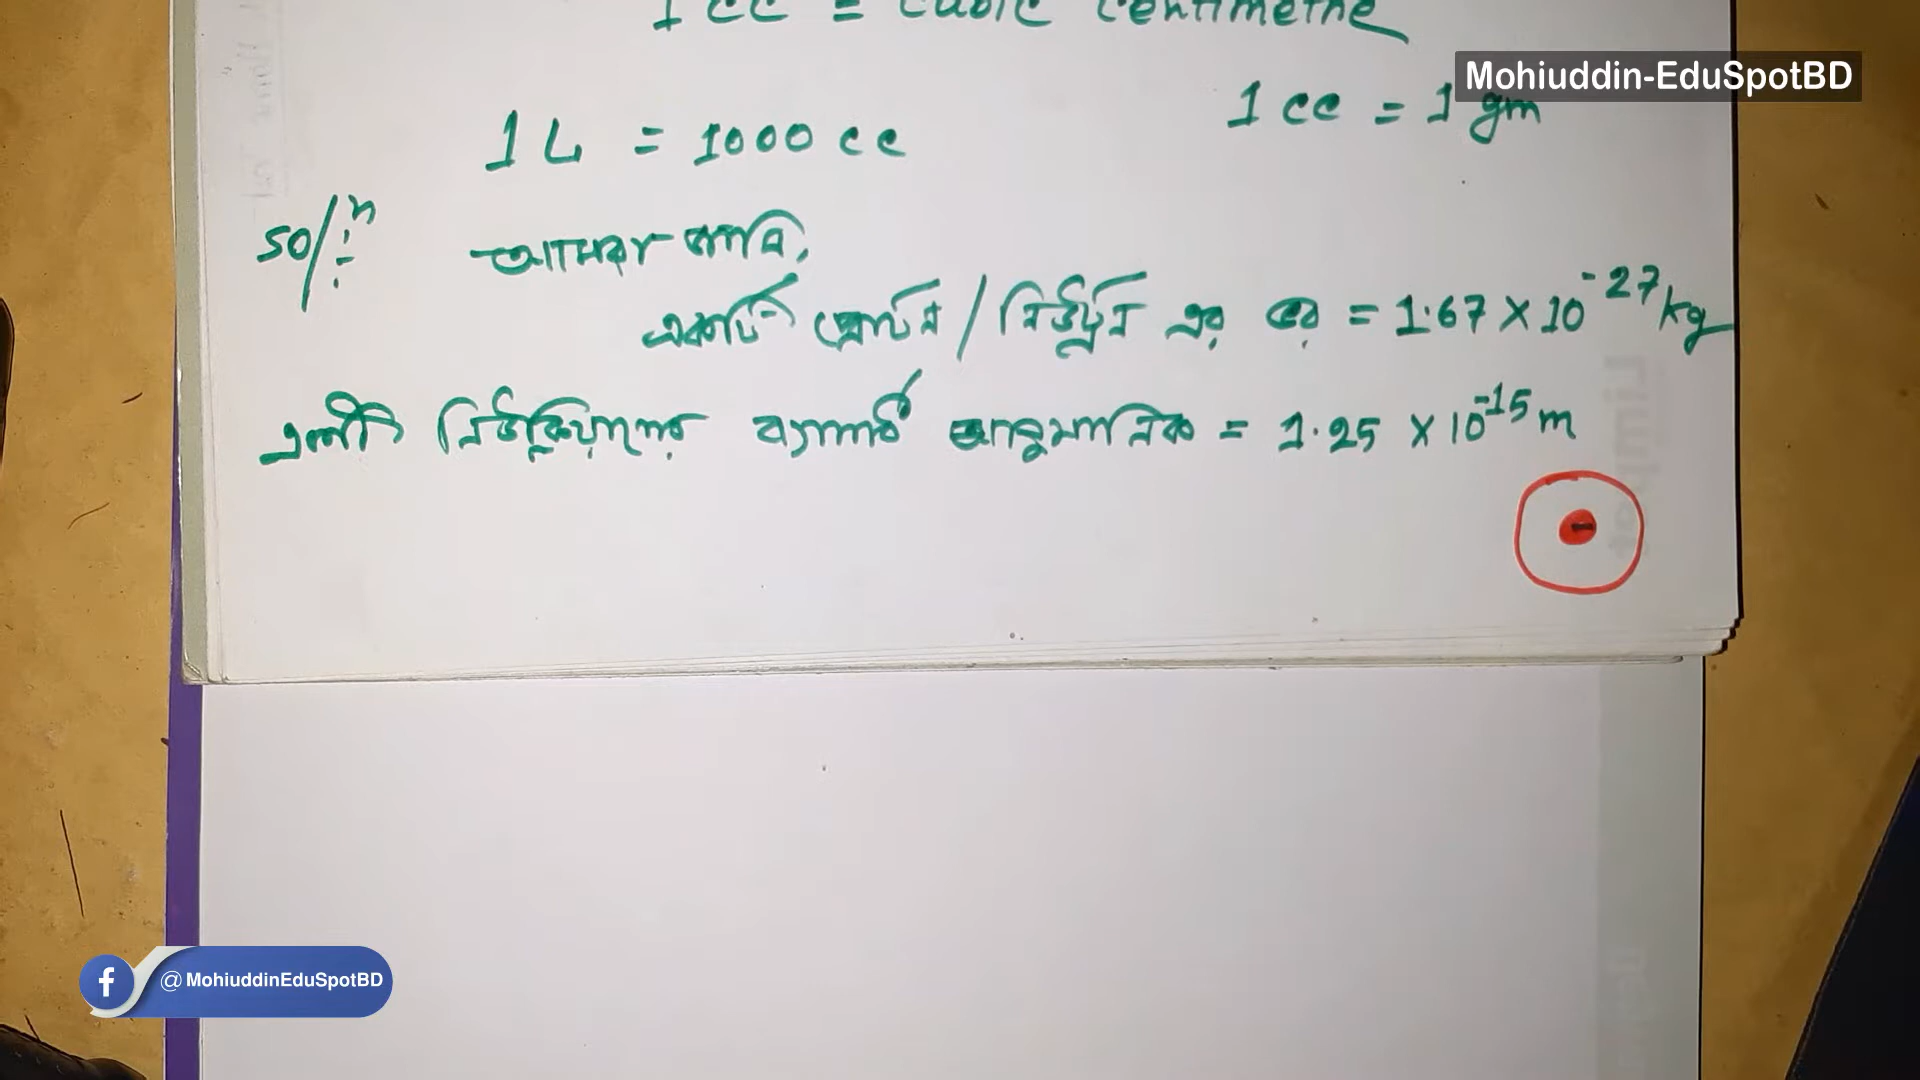 1 cc = cubic centimetre
Mohiuddin-EduSpotBD
1 cc = 1 gm
1 L = 1000 cc
so/n :-
আমরা জানি,
একটি প্রোটন / নিউট্রন এর ভর = 1.67 × 10⁻²⁷ kg
এবং নিউক্লিয়াসের ব্যাসার্ধ আনুমানিক = 1.25 × 10⁻¹⁵ m
@MohiuddinEduSpotBD